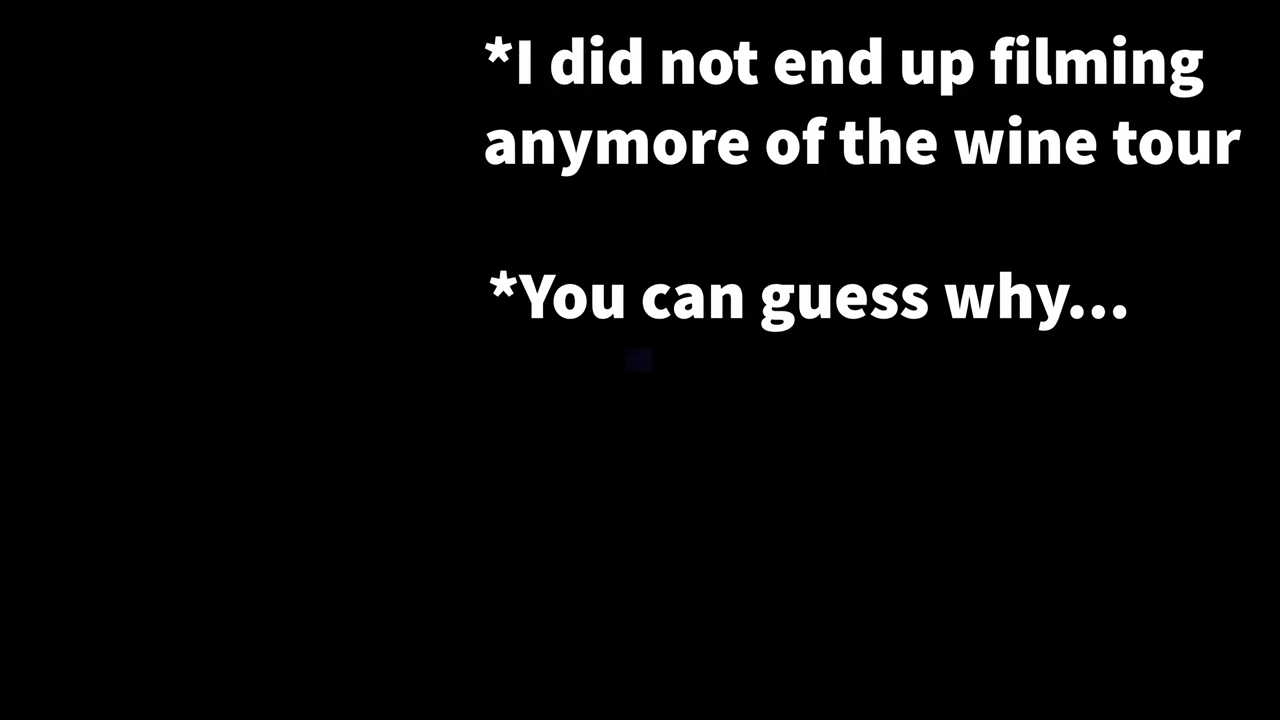 *I did not end up filming
anymore of the wine tour
*You can guess why...